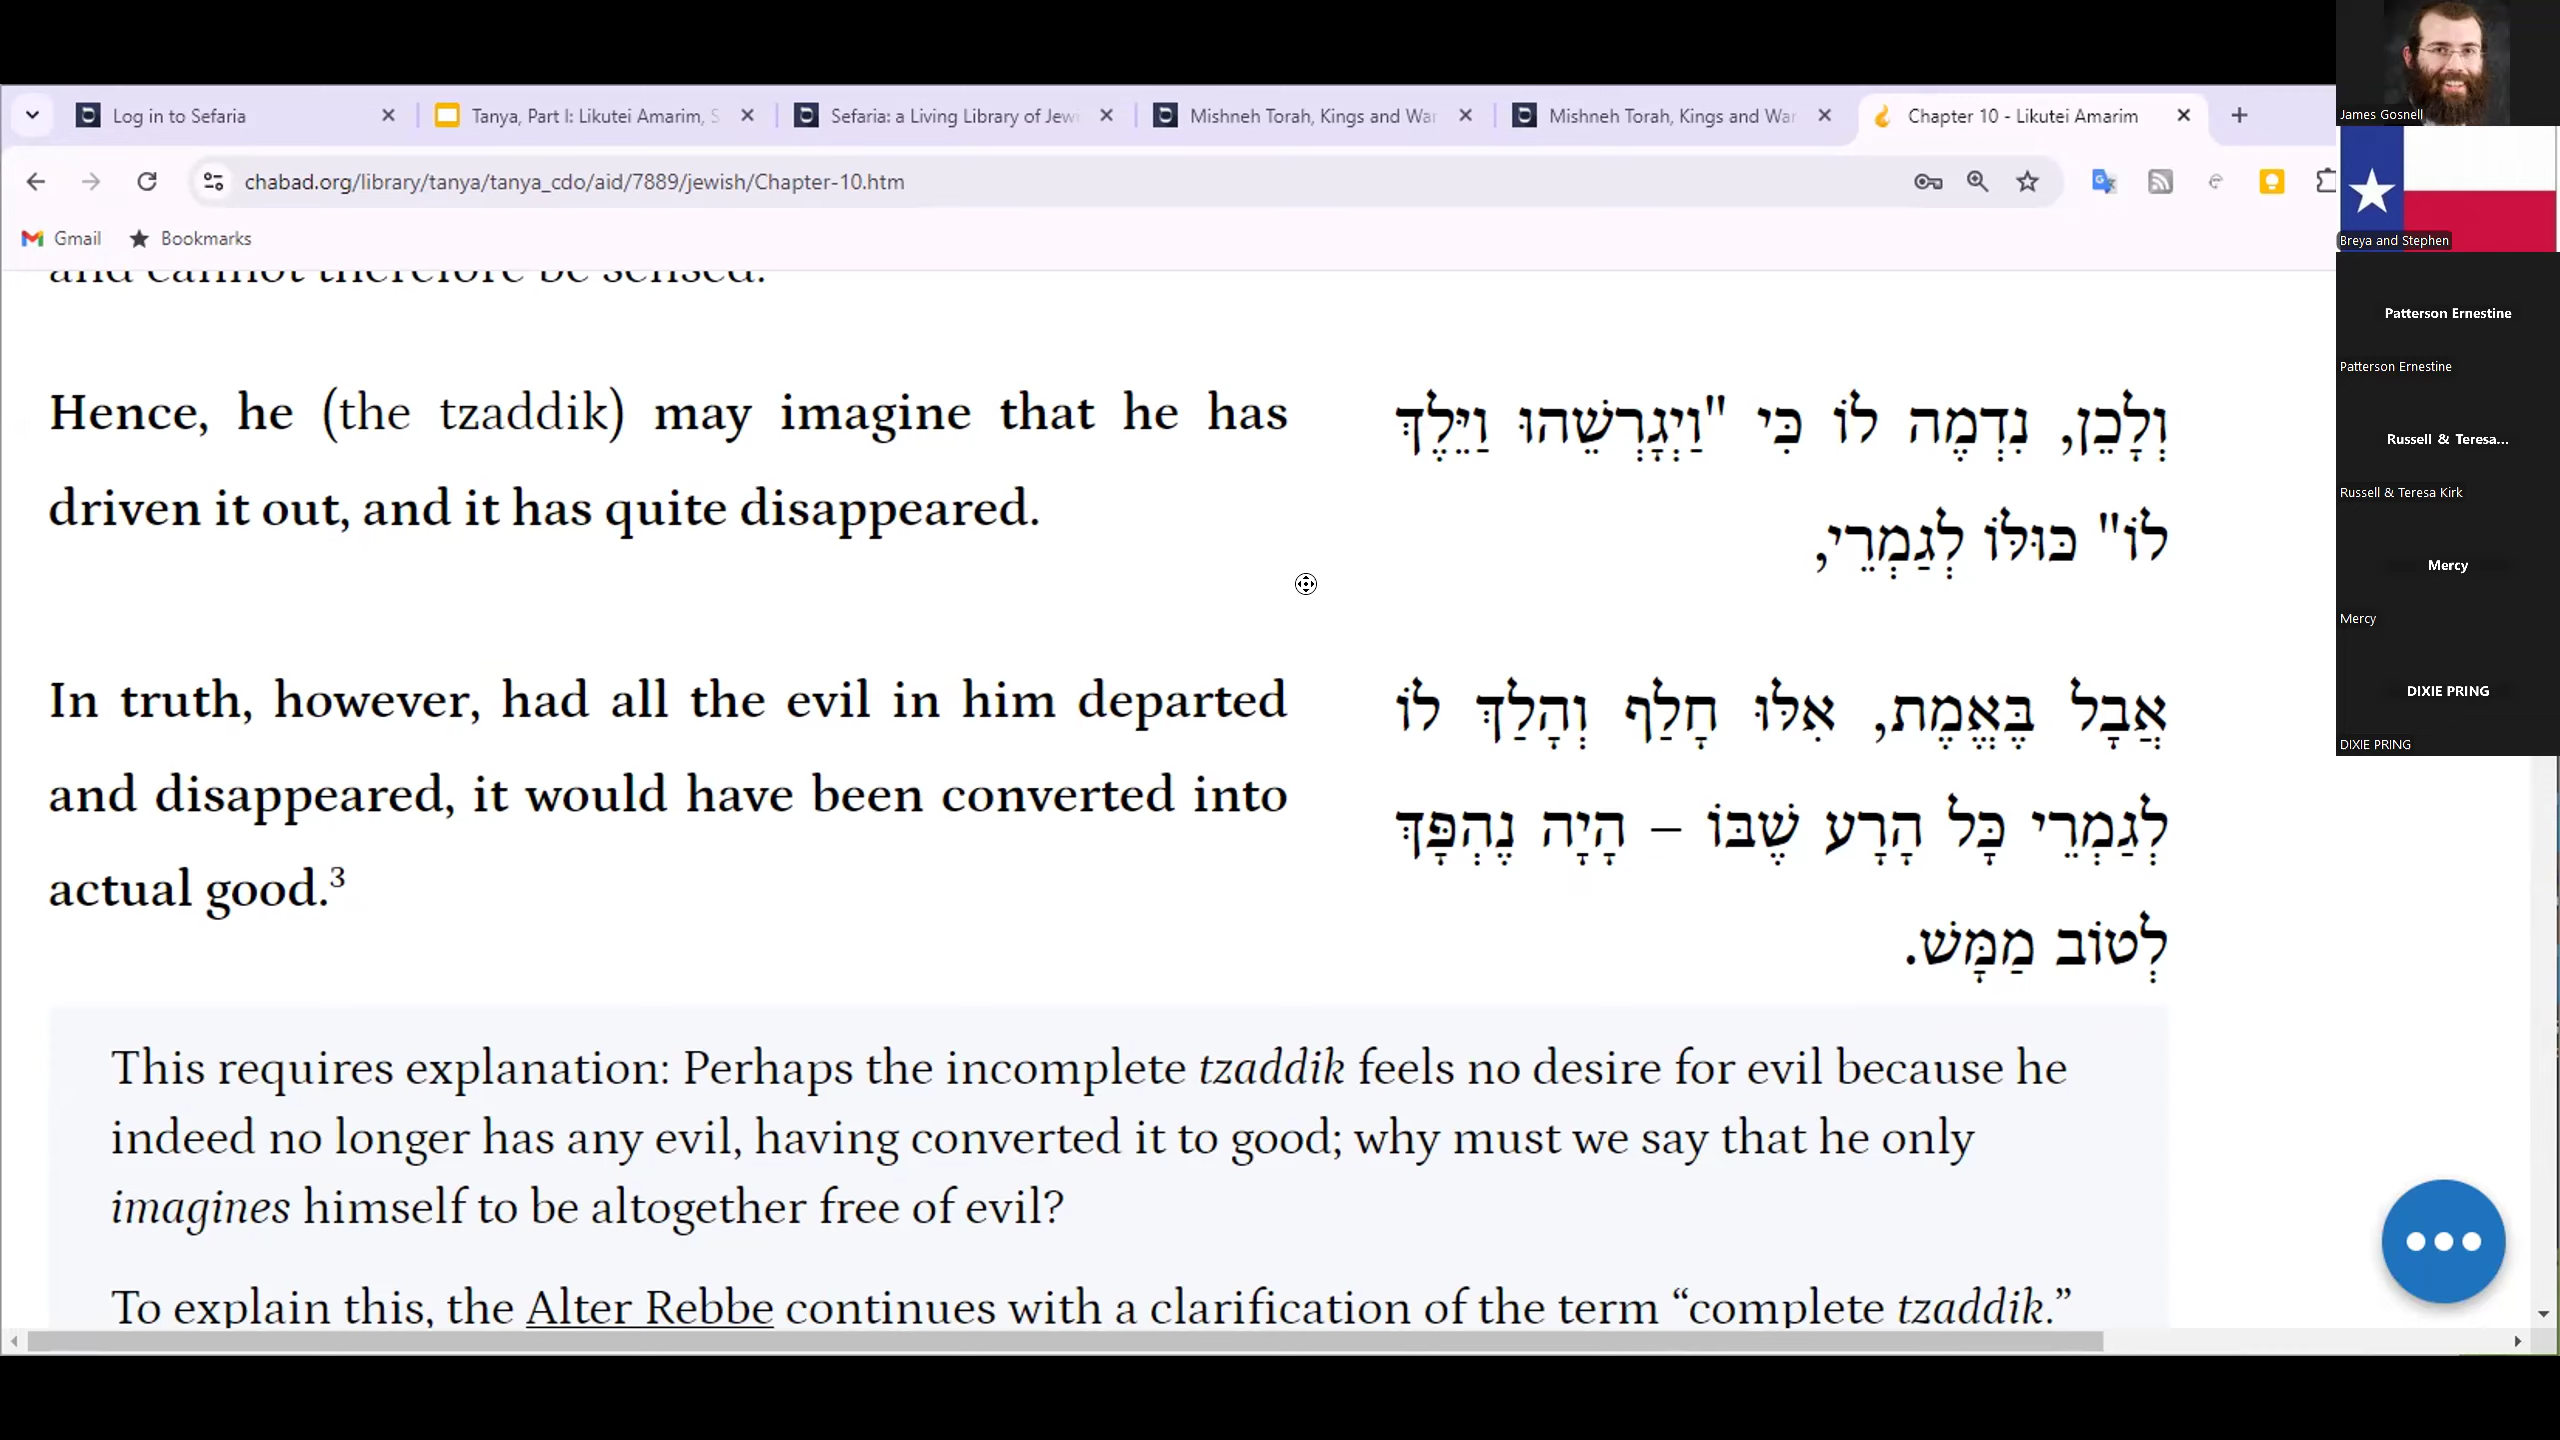 James Gosnell
Log in to Sefaria
Tanya, Part I: Likutei Amarim, S
Sefaria: a Living Library of Jew
Mishneh Torah, Kings and War
Mishneh Torah, Kings and War
Chapter 10 - Likutei Amarim
chabad.org/library/tanya/tanya_cdo/aid/7889/jewish/Chapter-10.htm
Gmail
Bookmarks
Breya and Stephen
and cannot therefore be sensed.
Hence, he (the tzaddik) may imagine that he has
driven it out, and it has quite disappeared.
וְלָכֵן, נִדְמֶה לוֹ כִּי "וַיְגָרְשֵׁהוּ וַיֵּלֶךְ
לוֹ" כּוּלּוֹ לְגַמְרֵי,
In truth, however, had all the evil in him departed
and disappeared, it would have been converted into
actual good.³
אֲבָל בֶּאֱמֶת, אִלּוּ חָלַף וְהָלַךְ לוֹ
לְגַמְרֵי כָּל הָרָע שֶׁבּוֹ – הָיָה נֶהְפָּךְ
לְטוֹב מַמָּשׁ.
This requires explanation: Perhaps the incomplete tzaddik feels no desire for evil because he
indeed no longer has any evil, having converted it to good; why must we say that he only
imagines himself to be altogether free of evil?
To explain this, the Alter Rebbe continues with a clarification of the term “complete tzaddik.”
Patterson Ernestine
Patterson Ernestine
Russell & Teresa...
Russell & Teresa Kirk
Mercy
Mercy
DIXIE PRING
DIXIE PRING